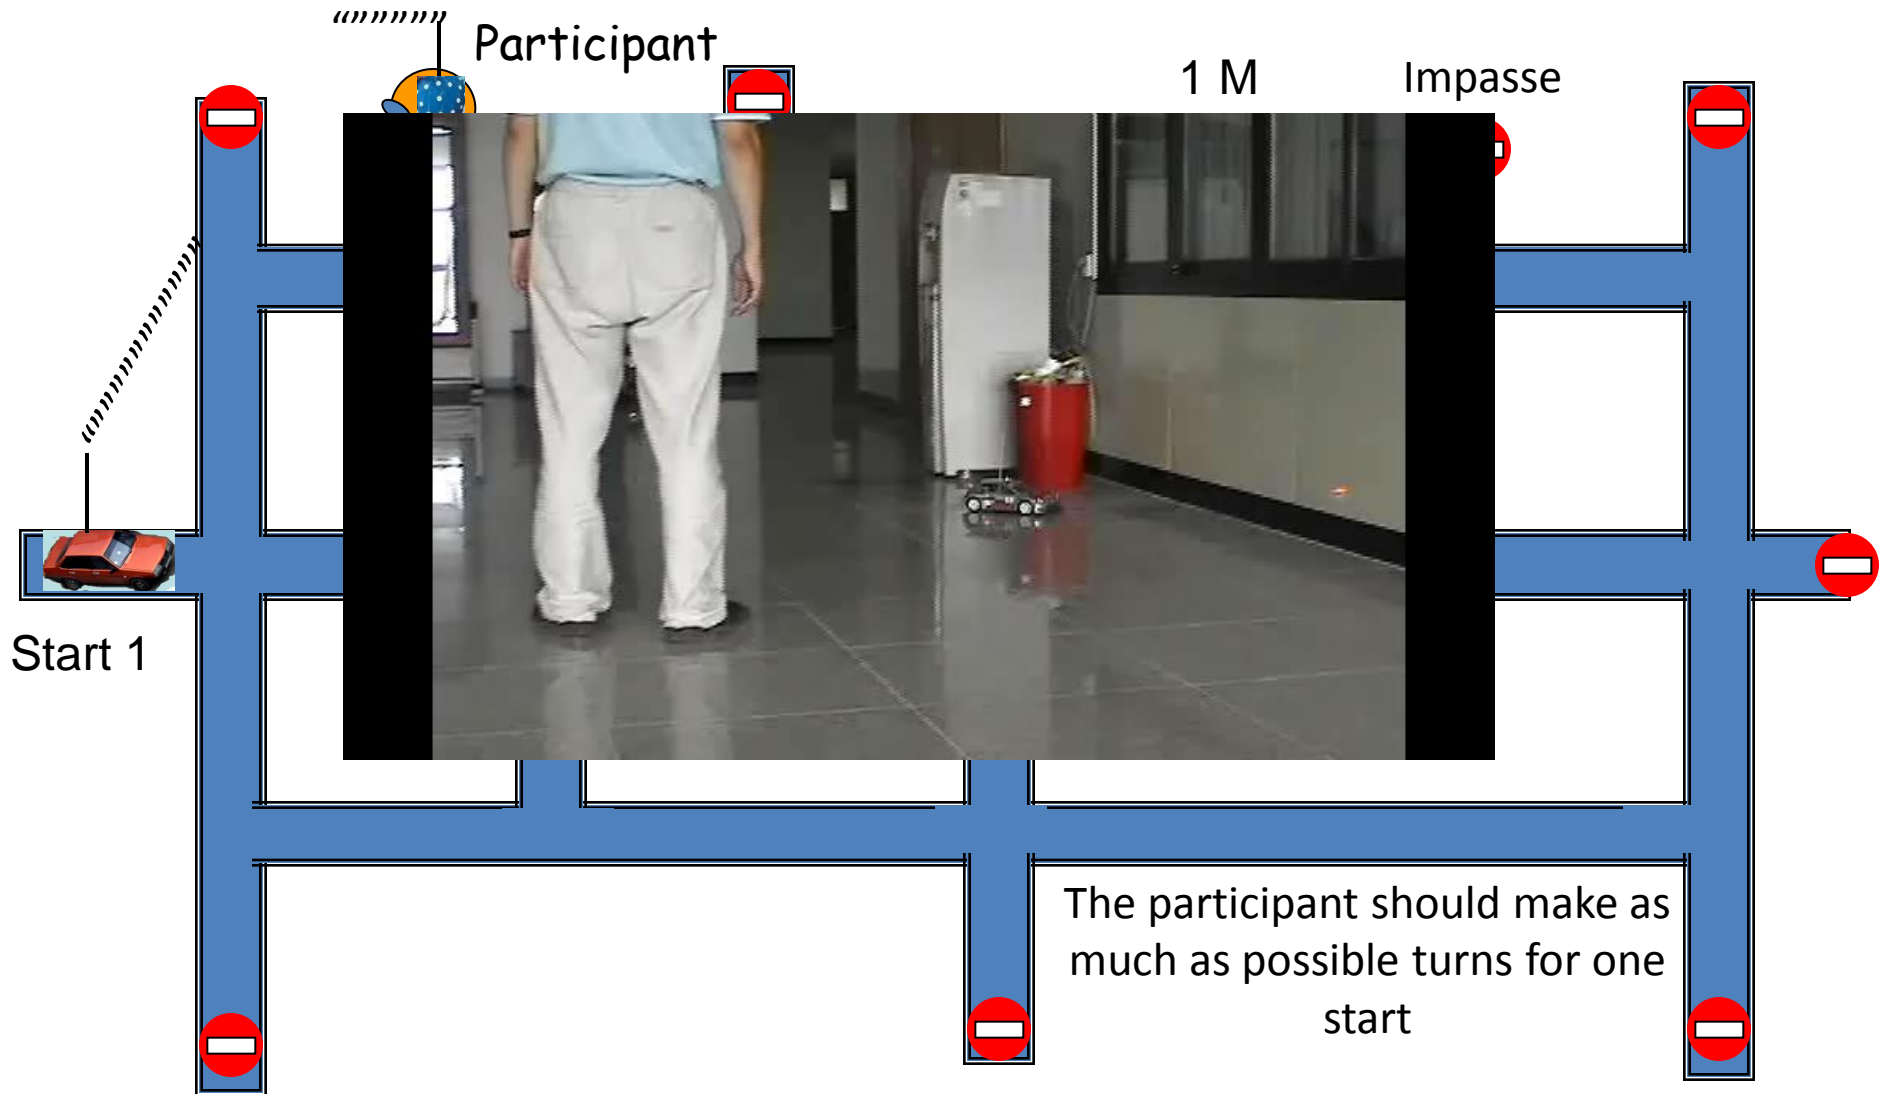 Participant
1 M
Impasse
Start 1
The participant should make as
much as possible turns for one
start